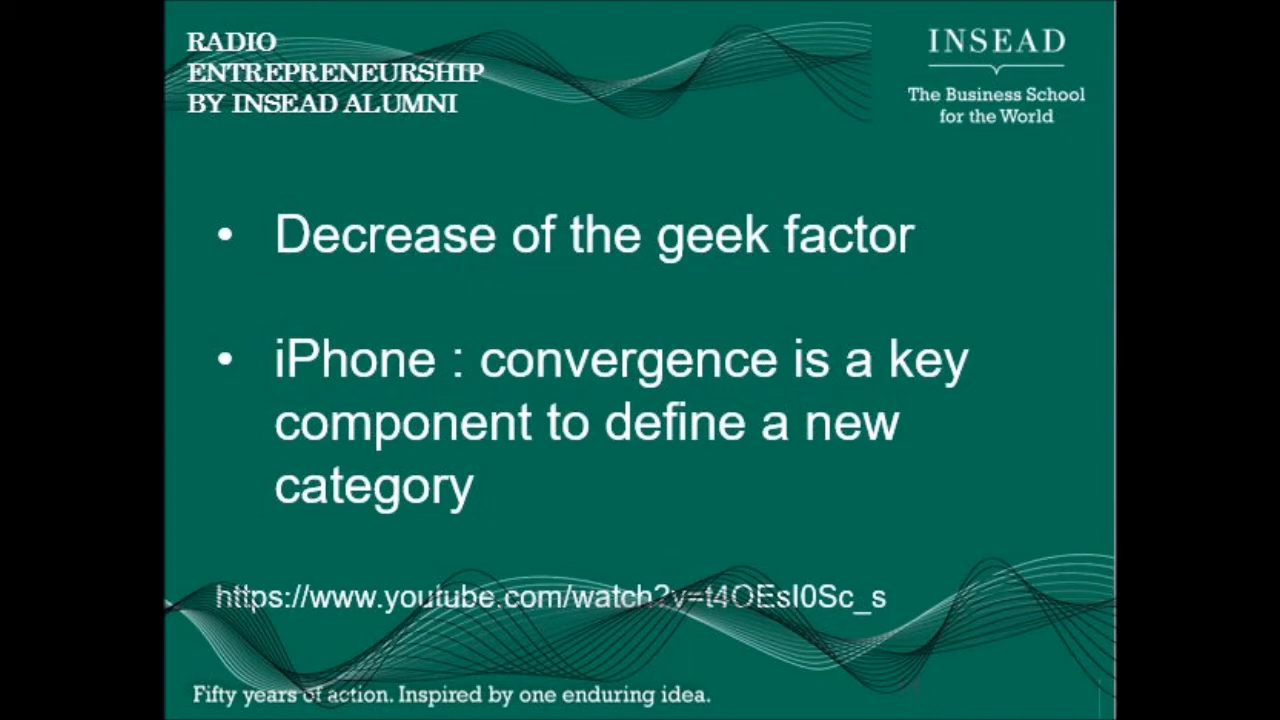 RADIO
ENTREPRENEURSHIP
BY INSEAD ALUMNI
INSEAD
The Business School
for the World
• Decrease of the geek factor
• iPhone : convergence is a key
component to define a new
category
https://www.youtube.com/watch?v=t4OEsI0Sc_s
Fifty years of action. Inspired by one enduring idea.